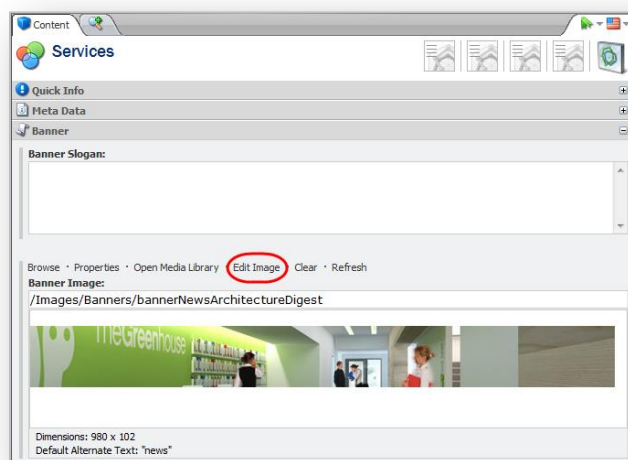 Content
Services
Quick Info
Meta Data
Banner
Banner Slogan:
Browse · Properties · Open Media Library · Edit Image · Clear · Refresh
Banner Image:
/Images/Banners/bannerNewsArchitectureDigest
TheGreenhouse
Dimensions: 980 x 102
Default Alternate Text: "news"